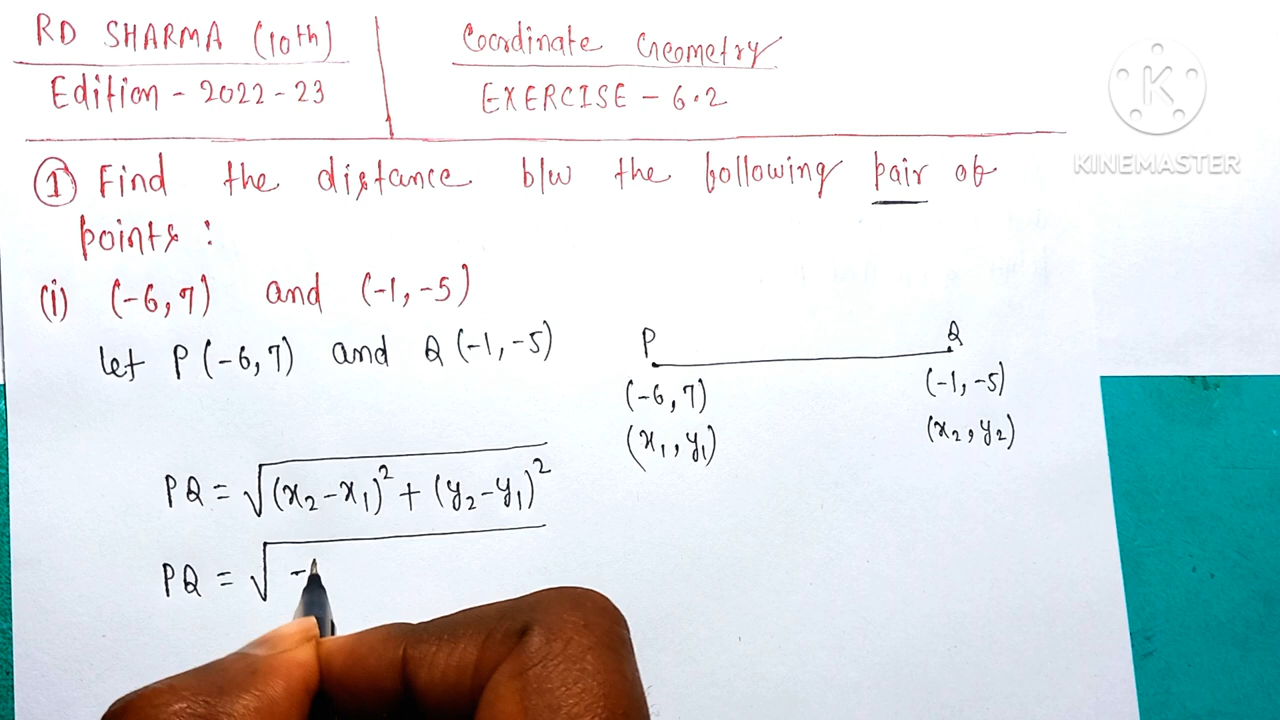 RD SHARMA (10th)
Edition - 2022 - 23
Coordinate Geometry
EXERCISE - 6.2
① Find the distance b/w the following pair of
points :
(i) (-6, 7) and (-1, -5)
let P (-6, 7) and Q (-1, -5)
P Q
(-6, 7) (-1, -5)
(x₁, y₁) (x₂, y₂)
PQ = √(x₂ - x₁)² + (y₂ - y₁)²
PQ = √ -1
K
KINEMASTER